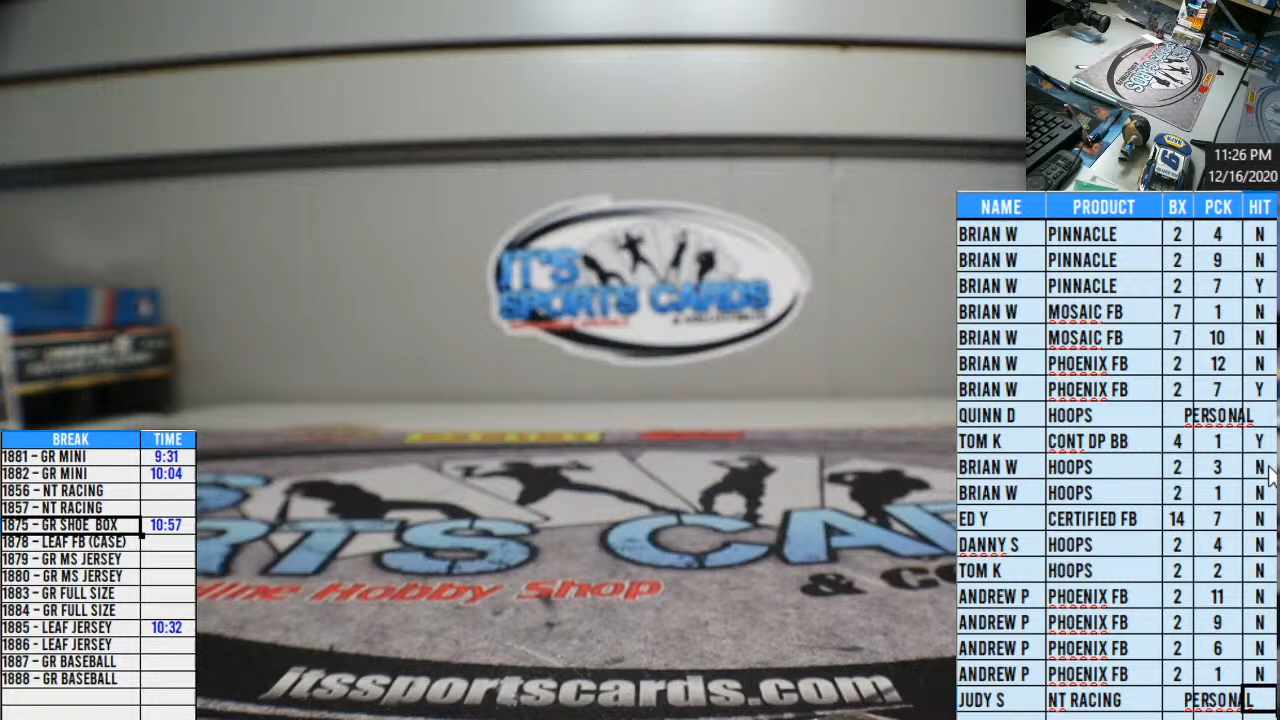 IT'S
SPORTS CARDS
RTS CA
nline Hobby Shop
& CO
jtssportscards.com
11:26 PM
12/16/2020
NAME PRODUCT BX PCK HIT
BRIAN W PINNACLE 2 4 N
BRIAN W PINNACLE 2 9 N
BRIAN W PINNACLE 2 7 Y
BRIAN W MOSAIC FB 7 1 N
BRIAN W MOSAIC FB 7 10 N
BRIAN W PHOENIX FB 2 12 N
BRIAN W PHOENIX FB 2 7 Y
QUINN D HOOPS PERSONAL
TOM K CONT DP BB 4 1 Y
BRIAN W HOOPS 2 3 N
BRIAN W HOOPS 2 1 N
ED Y CERTIFIED FB 14 7 N
DANNY S HOOPS 2 4 N
TOM K HOOPS 2 2 N
ANDREW P PHOENIX FB 2 11 N
ANDREW P PHOENIX FB 2 9 N
ANDREW P PHOENIX FB 2 6 N
ANDREW P PHOENIX FB 2 1 N
JUDY S NT RACING PERSONAL
BREAK TIME
1881 - GR MINI 9:31
1882 - GR MINI 10:04
1856 - NT RACING
1857 - NT RACING
1875 - GR SHOE BOX 10:57
1878 - LEAF FB (CASE)
1879 - GR MS JERSEY
1880 - GR MS JERSEY
1883 - GR FULL SIZE
1884 - GR FULL SIZE
1885 - LEAF JERSEY 10:32
1886 - LEAF JERSEY
1887 - GR BASEBALL
1888 - GR BASEBALL